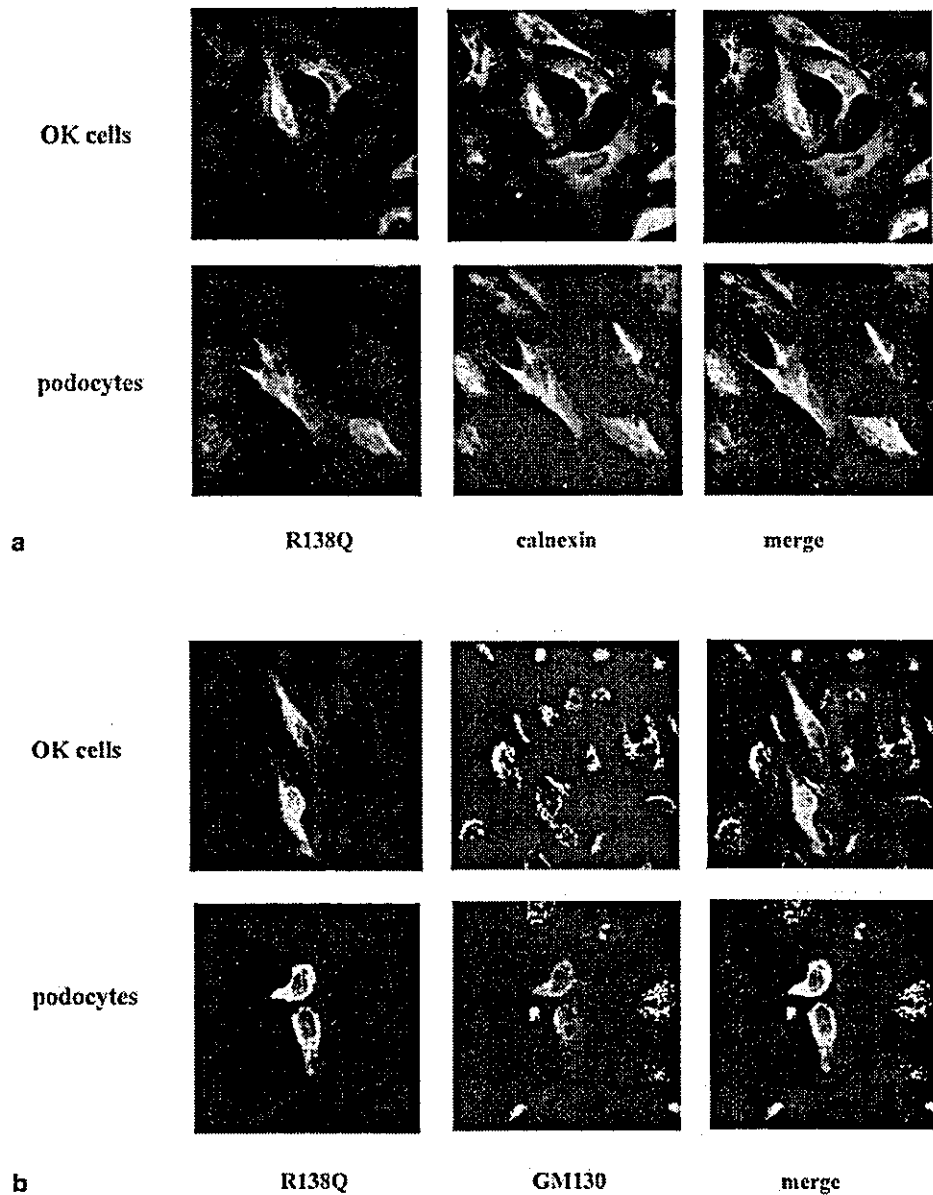 OK cells
podocytes
a R138Q calnexin merge
OK cells
podocytes
b R138Q GM130 merge